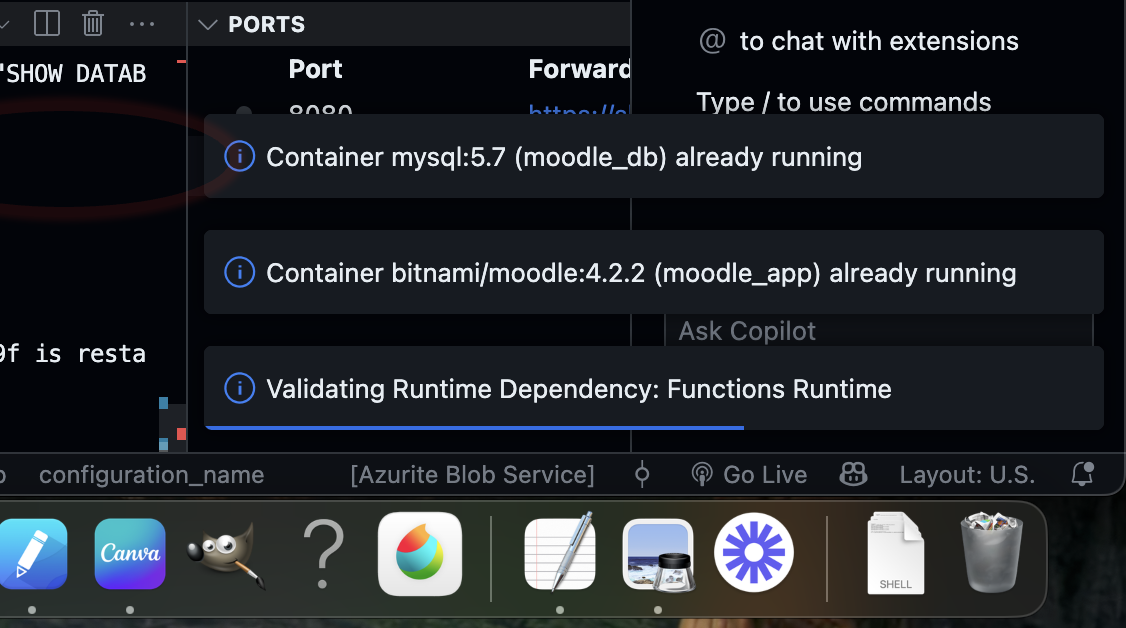 PORTS
@ to chat with extensions
"SHOW DATAB
Port
Forward
Type / to use commands
8080
https://s
Container mysql:5.7 (moodle_db) already running
Container bitnami/moodle:4.2.2 (moodle_app) already running
Ask Copilot
9f is resta
Validating Runtime Dependency: Functions Runtime
configuration_name
[Azurite Blob Service]
Go Live
Layout: U.S.
Canva
?
SHELL